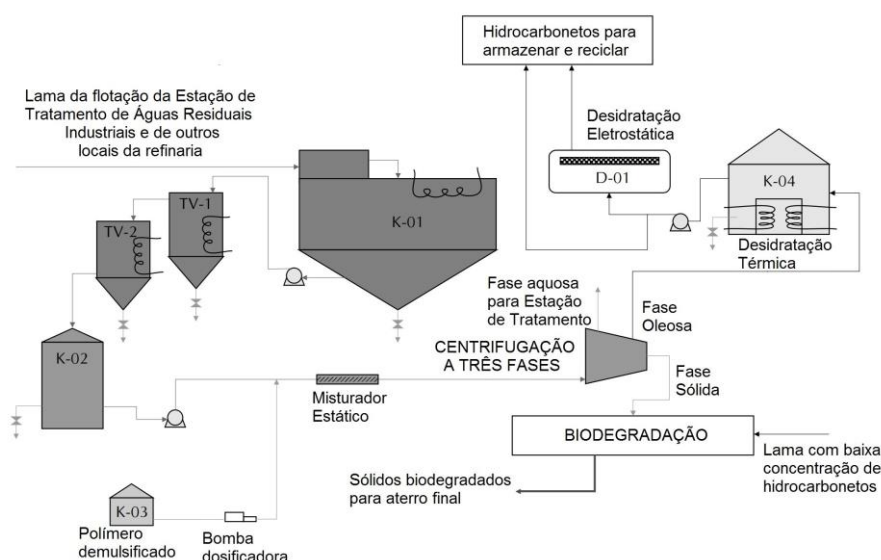 Hidrocarbonetos para
armazenar e reciclar
Lama da flotação da Estação de
Tratamento de Águas Residuais
Industriais e de outros
locais da refinaria
Desidratação
Eletrostática
D-01
K-04
Desidratação
Térmica
TV-1
TV-2
K-01
Fase aquosa
para Estação
de Tratamento
Fase
Oleosa
K-02
CENTRIFUGAÇÃO
A TRÊS FASES
Fase
Sólida
Misturador
Estático
BIODEGRADAÇÃO
Lama com baixa
concentração de
hidrocarbonetos
Sólidos biodegradados
para aterro final
K-03
Polímero
demulsificado
Bomba
dosificadora